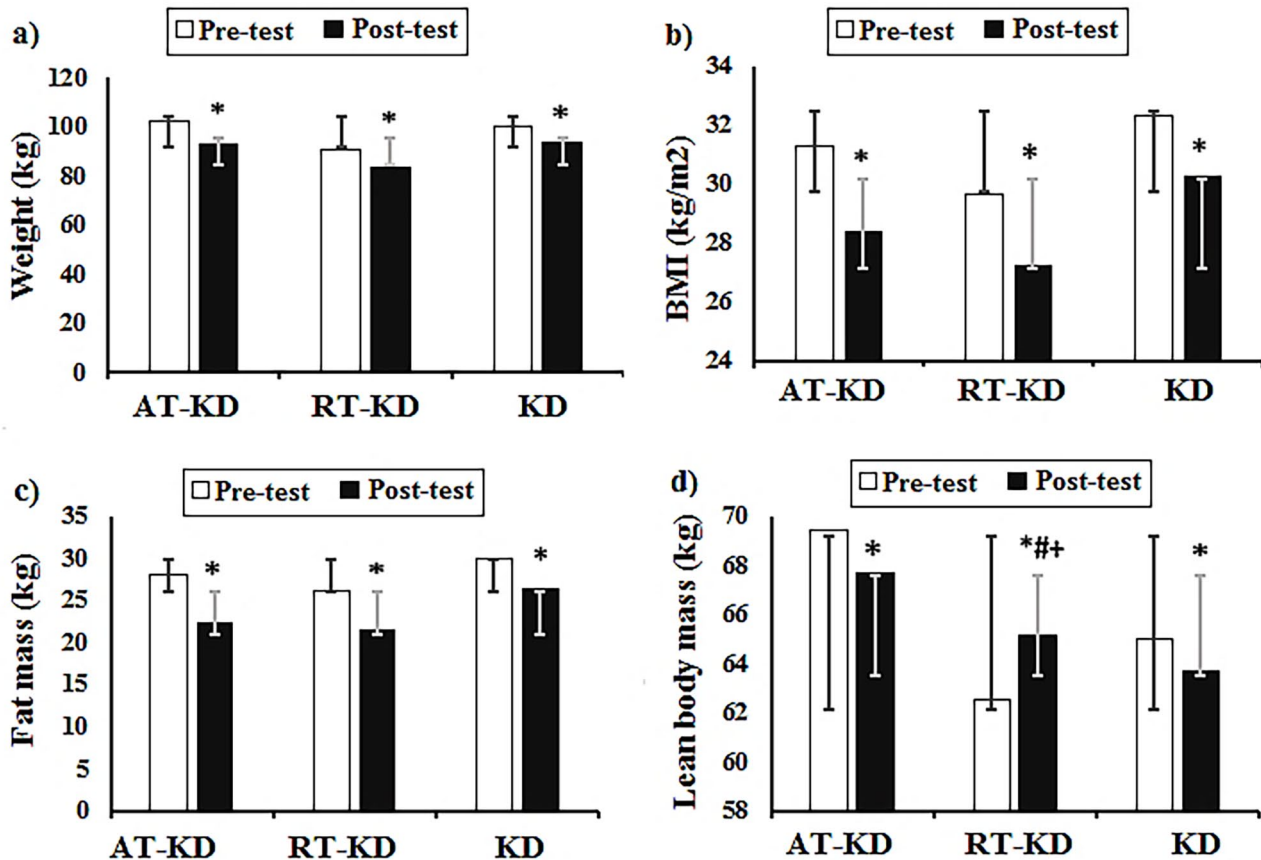 a)
Pre-test Post-test
Weight (kg)
120
100
80
60
40
20
0
* * *
AT-KD RT-KD KD
b)
Pre-test Post-test
BMI (kg/m2)
34
32
30
28
26
24
* * *
AT-KD RT-KD KD
c)
Pre-test Post-test
Fat mass (kg)
35
30
25
20
15
10
5
0
* * *
AT-KD RT-KD KD
d)
Pre-test Post-test
Lean body mass (kg)
70
68
66
64
62
60
58
* *#+ *
AT-KD RT-KD KD